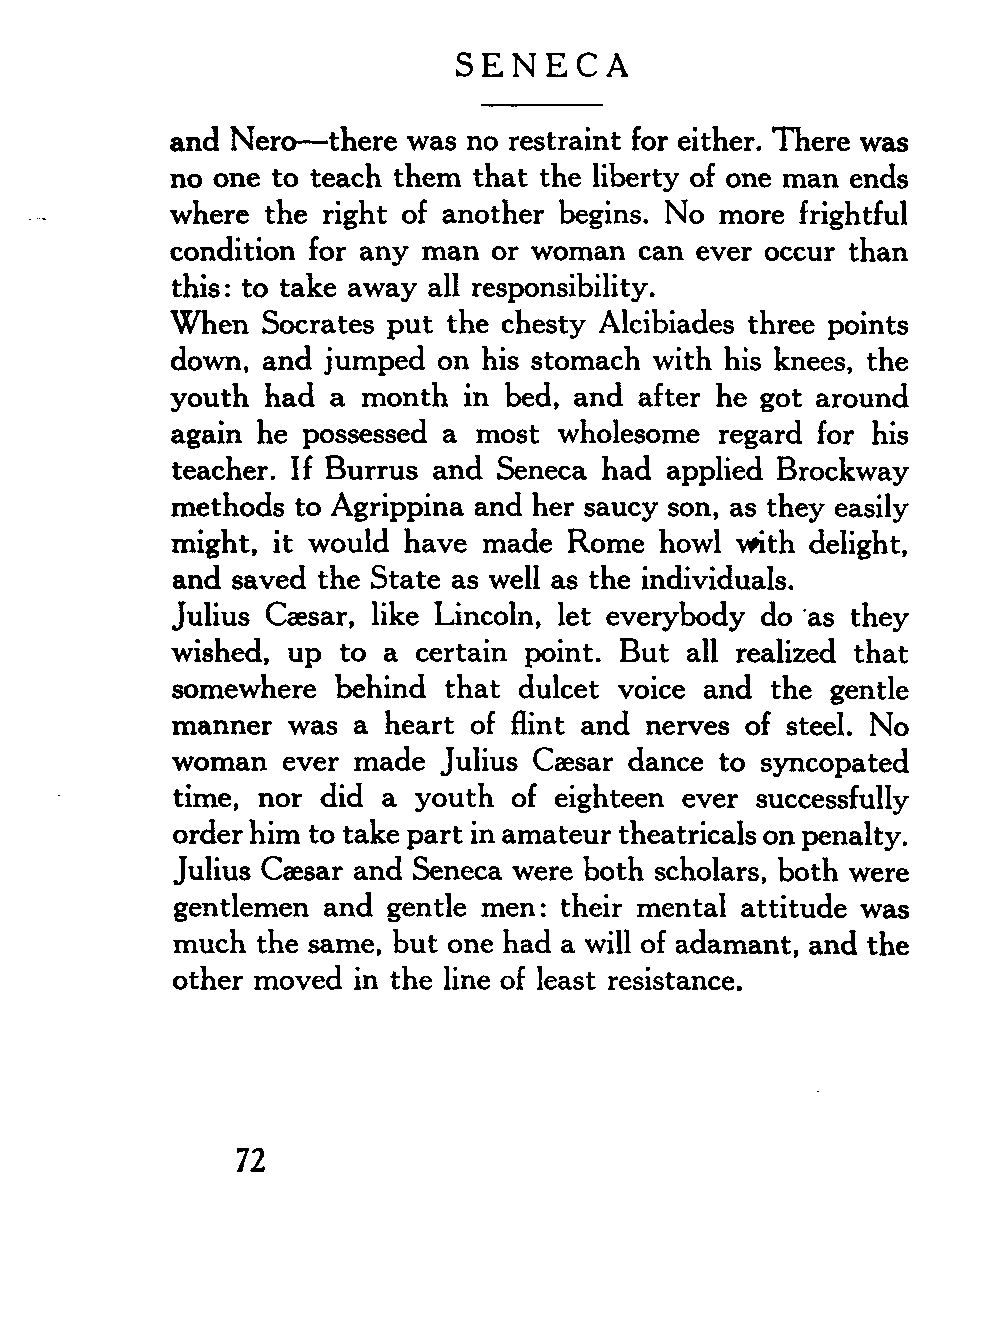 SENECA
and Nero—there was no restraint for either. There was
no one to teach them that the liberty of one man ends
where the right of another begins. No more frightful
condition for any man or woman can ever occur than
this: to take away all responsibility.
When Socrates put the chesty Alcibiades three points
down, and jumped on his stomach with his knees, the
youth had a month in bed, and after he got around
again he possessed a most wholesome regard for his
teacher. If Burrus and Seneca had applied Brockway
methods to Agrippina and her saucy son, as they easily
might, it would have made Rome howl with delight,
and saved the State as well as the individuals.
Julius Cæsar, like Lincoln, let everybody do as they
wished, up to a certain point. But all realized that
somewhere behind that dulcet voice and the gentle
manner was a heart of flint and nerves of steel. No
woman ever made Julius Cæsar dance to syncopated
time, nor did a youth of eighteen ever successfully
order him to take part in amateur theatricals on penalty.
Julius Cæsar and Seneca were both scholars, both were
gentlemen and gentle men: their mental attitude was
much the same, but one had a will of adamant, and the
other moved in the line of least resistance.
72